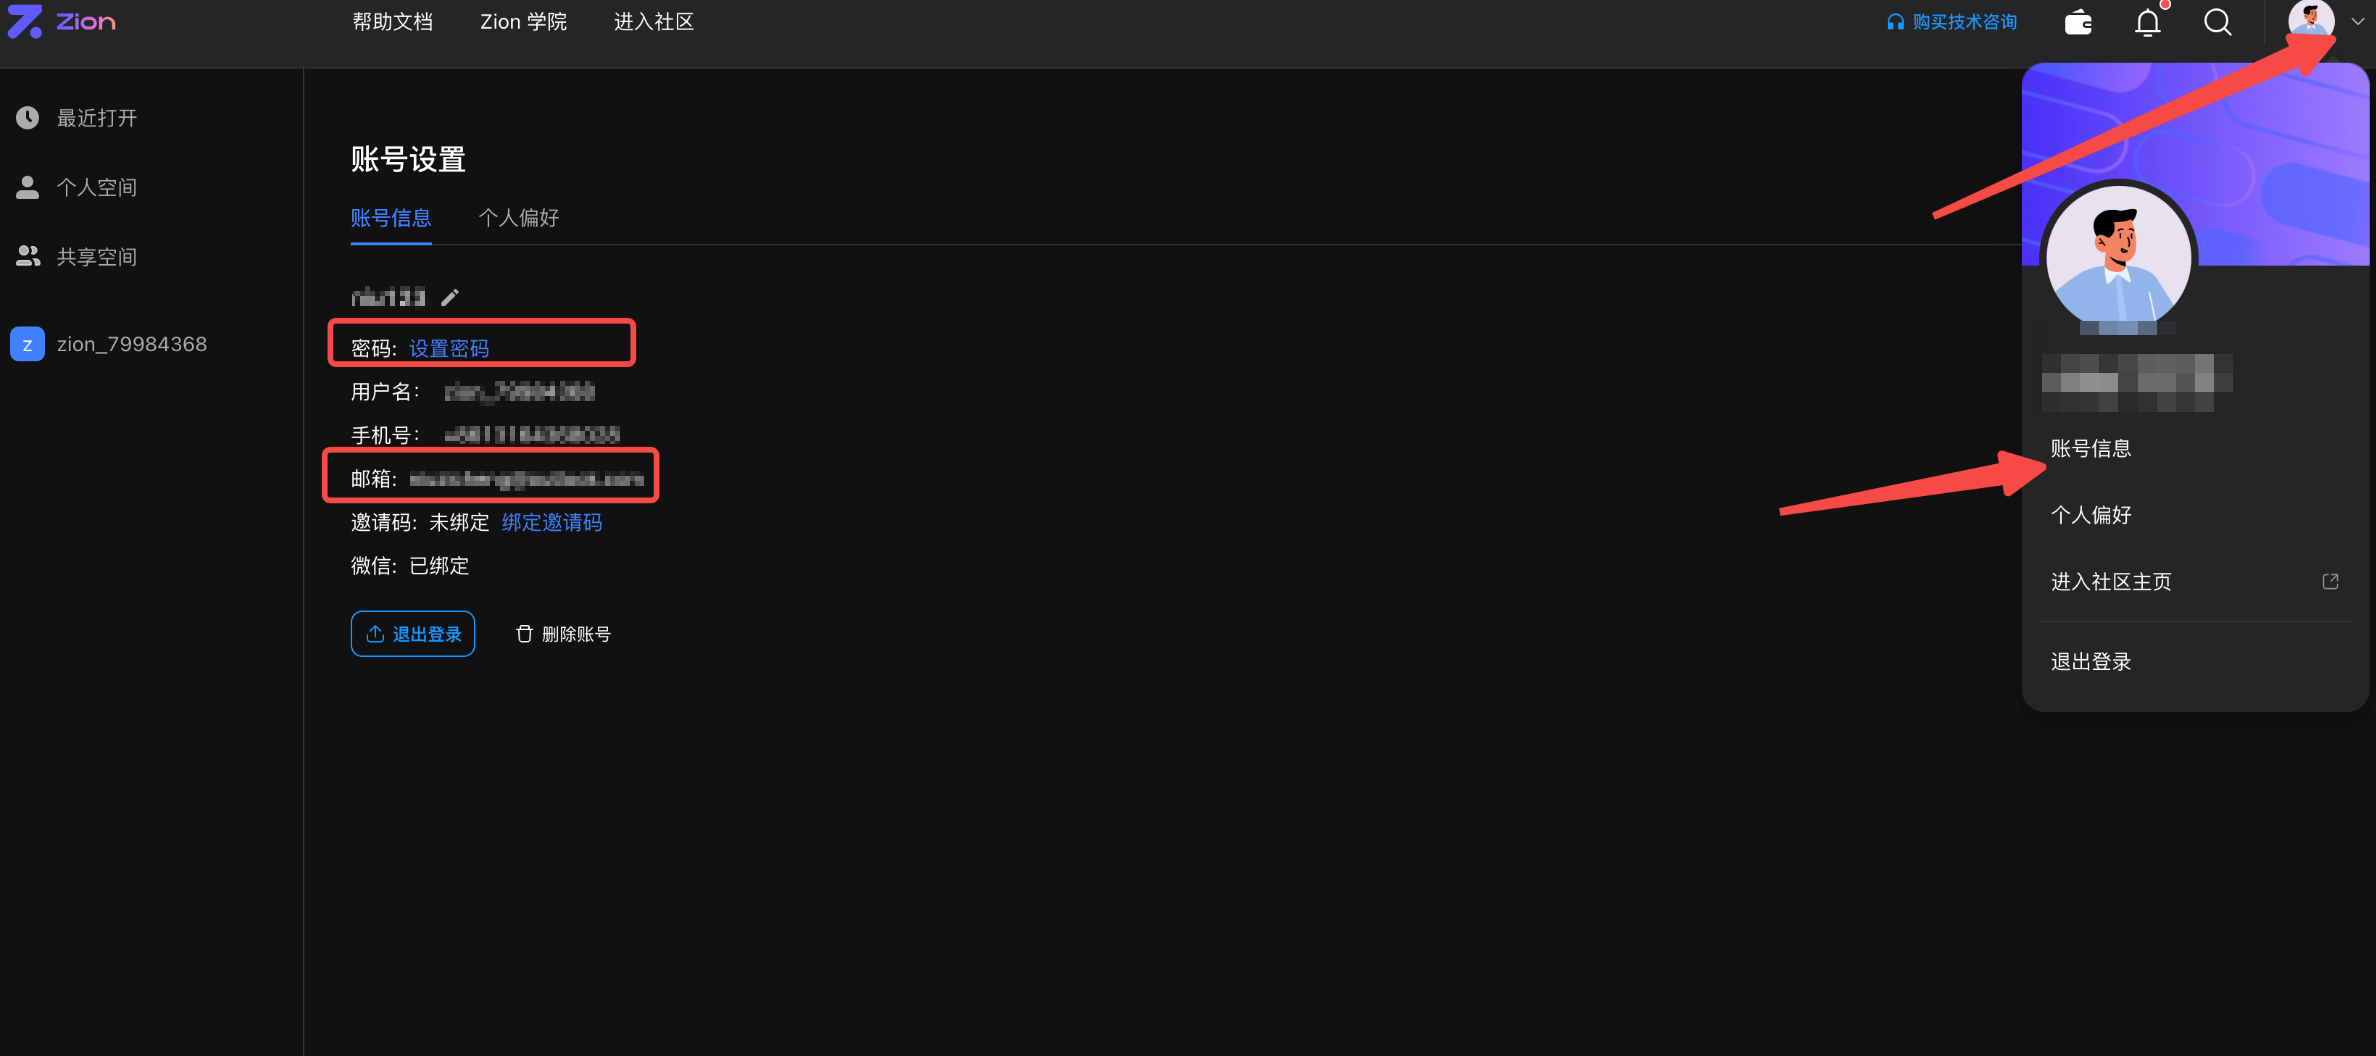 Zion
帮助文档
Zion 学院
进入社区
购买技术咨询
最近打开
个人空间
共享空间
z
zion_79984368
账号设置
账号信息
个人偏好
密码: 设置密码
用户名:
手机号:
邮箱:
邀请码: 未绑定 绑定邀请码
微信: 已绑定
退出登录
删除账号
账号信息
个人偏好
进入社区主页
退出登录